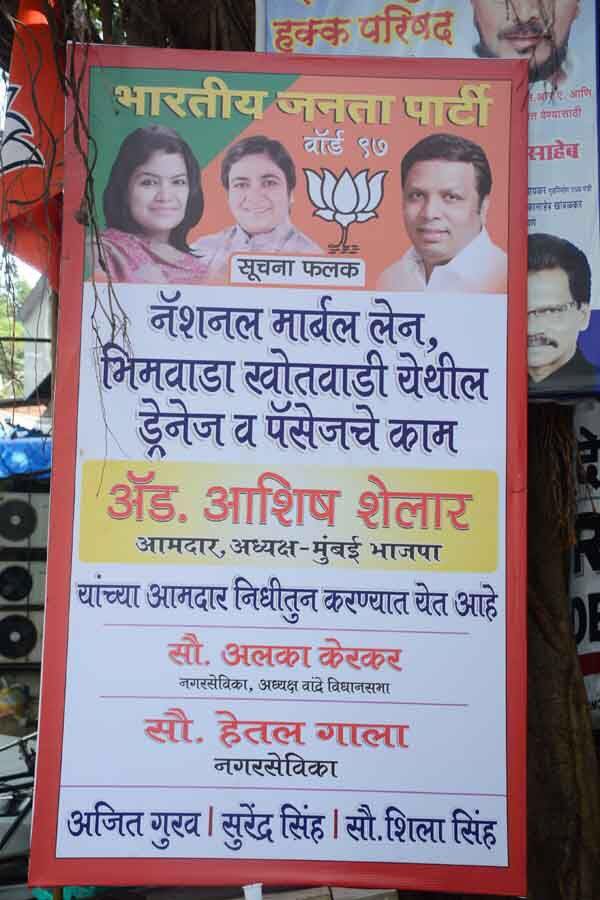 हक्क परिषद
आणि
येण्यासाठी
साहेब
भारतीय जनता पार्टी
वॉर्ड ९७
सूचना फलक
नॅशनल मार्बल लेन,
भिमवाडा खोतवाडी येथील
ड्रेनेज व पॅसेजचे काम
ॲड. आशिष शेलार
आमदार, अध्यक्ष-मुंबई भाजपा
यांच्या आमदार निधीतुन करण्यात येत आहे
सौ. अलका केरकर
नगरसेविका, अध्यक्ष वांद्रे विधानसभा
सौ. हेतल गाला
नगरसेविका
अजित गुरव | सुरेंद्र सिंह | सौ. शिला सिंह